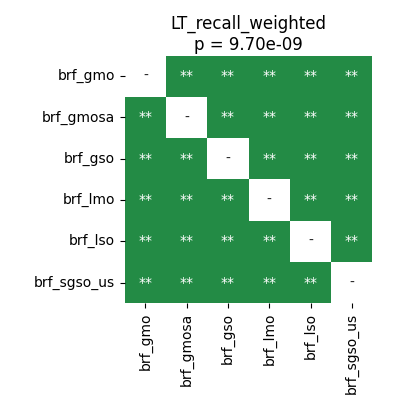 LT_recall_weighted
p = 9.70e-09
brf_gmo - ** ** ** ** **
brf_gmosa ** - ** ** ** **
brf_gso ** ** - ** ** **
brf_lmo ** ** ** - ** **
brf_lso ** ** ** ** - **
brf_sgso_us ** ** ** ** ** -
brf_gmo brf_gmosa brf_gso brf_lmo brf_lso brf_sgso_us